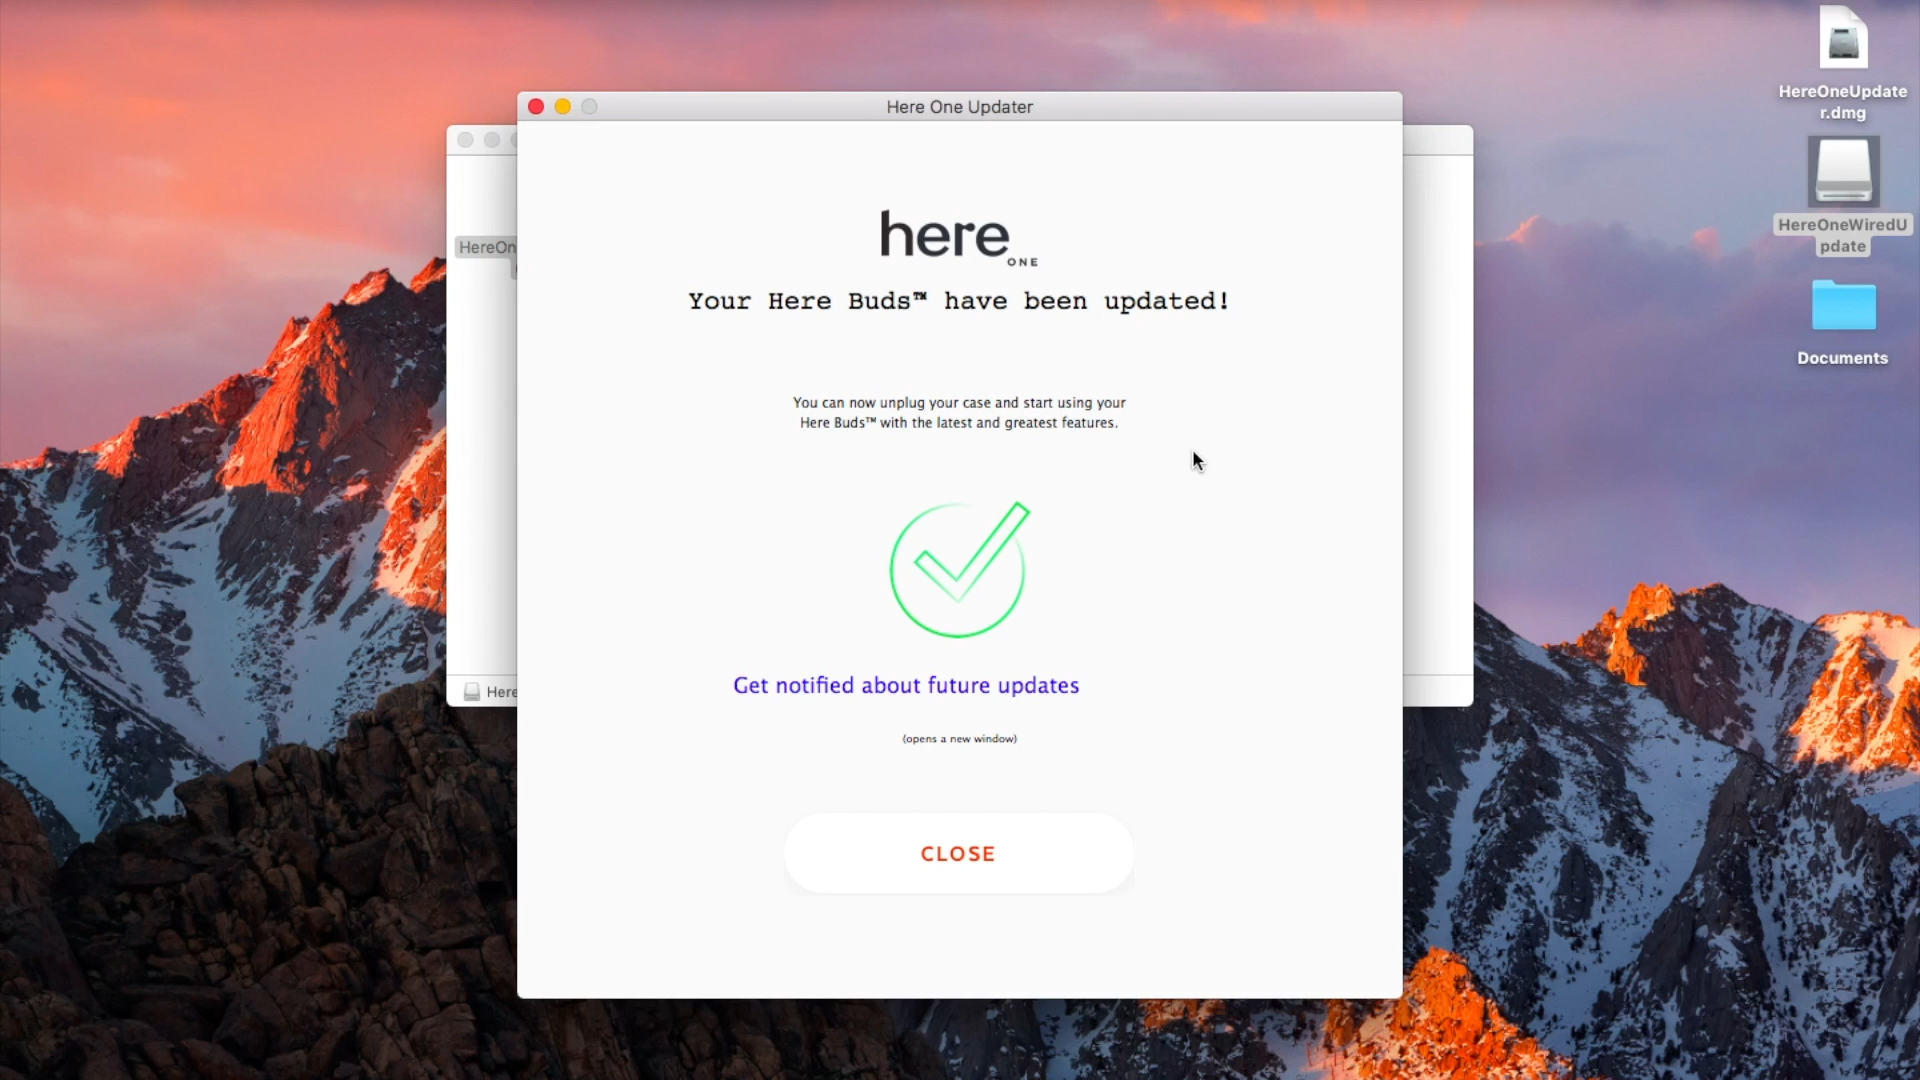 Here One Updater
HereOneUpdate
r.dmg
HereOneWiredU
pdate
Documents
HereOn
here
ONE
Your Here Buds™ have been updated!
You can now unplug your case and start using your
Here Buds™ with the latest and greatest features.
Get notified about future updates
Here
(opens a new window)
CLOSE